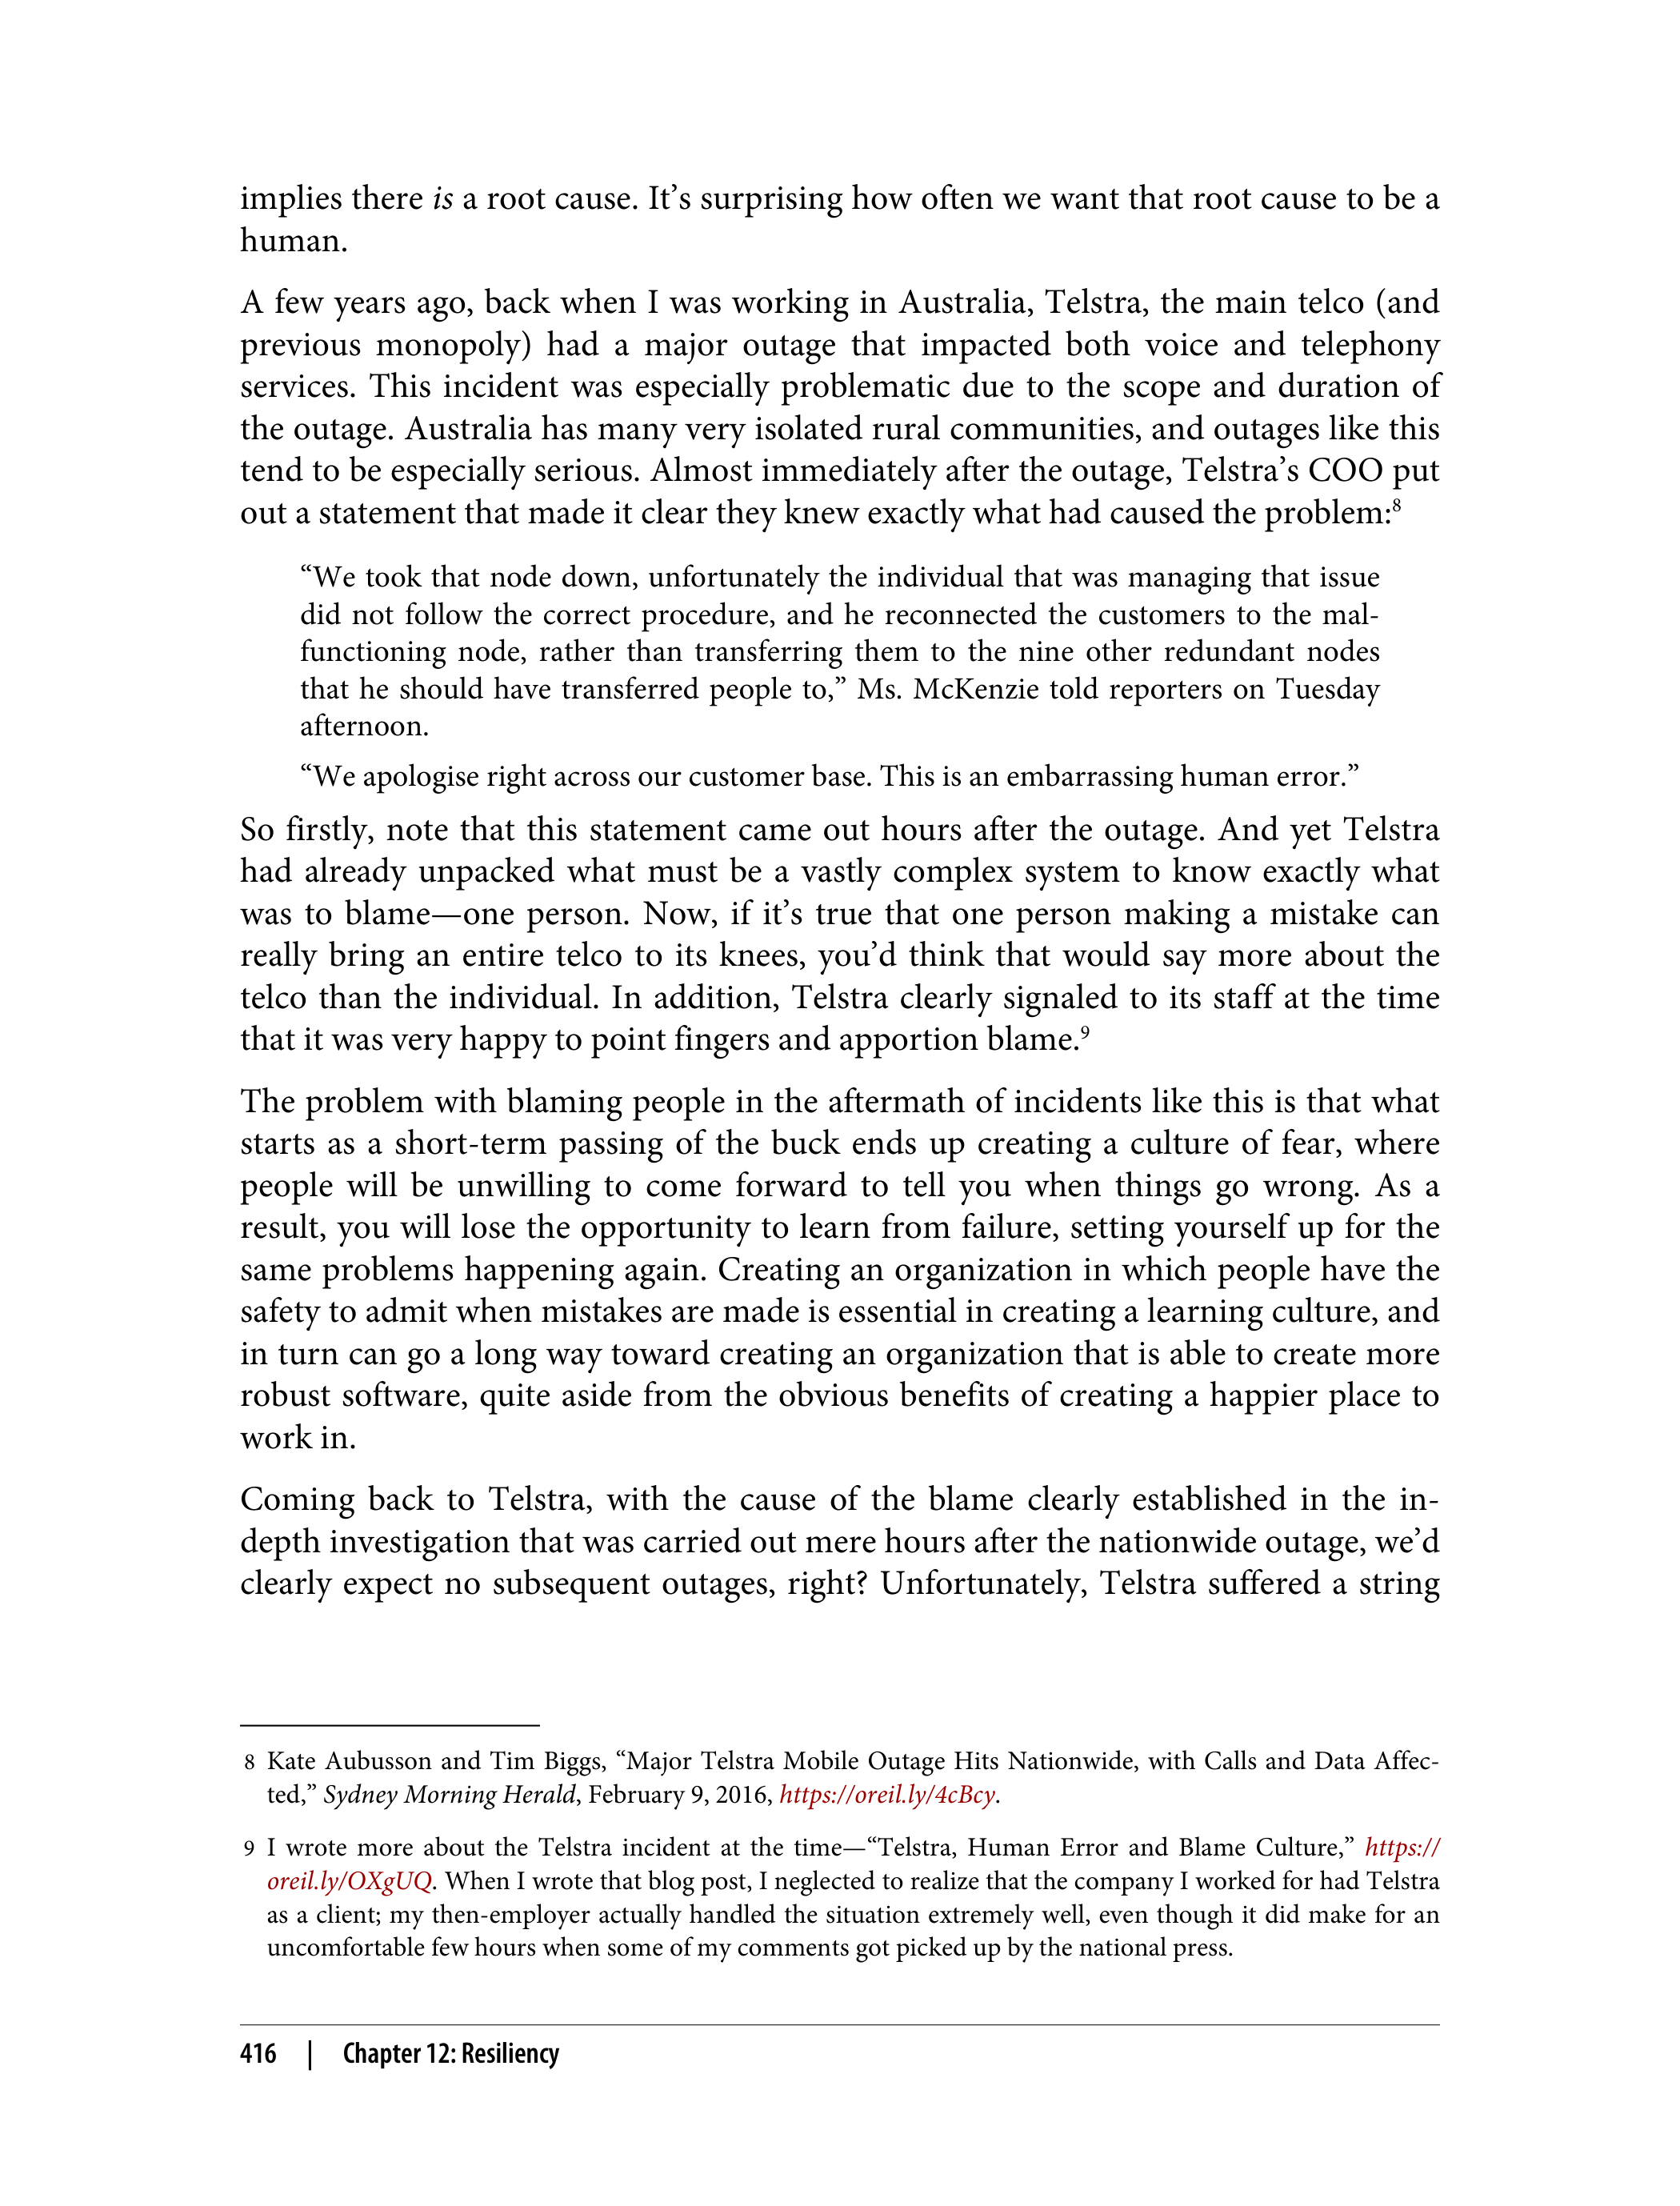 implies there is a root cause. It’s surprising how often we want that root cause to be a
human.
A few years ago, back when I was working in Australia, Telstra, the main telco (and
previous monopoly) had a major outage that impacted both voice and telephony
services. This incident was especially problematic due to the scope and duration of
the outage. Australia has many very isolated rural communities, and outages like this
tend to be especially serious. Almost immediately after the outage, Telstra’s COO put
out a statement that made it clear they knew exactly what had caused the problem:8
“We took that node down, unfortunately the individual that was managing that issue
did not follow the correct procedure, and he reconnected the customers to the mal-
functioning node, rather than transferring them to the nine other redundant nodes
that he should have transferred people to,” Ms. McKenzie told reporters on Tuesday
afternoon.
“We apologise right across our customer base. This is an embarrassing human error.”
So firstly, note that this statement came out hours after the outage. And yet Telstra
had already unpacked what must be a vastly complex system to know exactly what
was to blame—one person. Now, if it’s true that one person making a mistake can
really bring an entire telco to its knees, you’d think that would say more about the
telco than the individual. In addition, Telstra clearly signaled to its staff at the time
that it was very happy to point fingers and apportion blame.9
The problem with blaming people in the aftermath of incidents like this is that what
starts as a short-term passing of the buck ends up creating a culture of fear, where
people will be unwilling to come forward to tell you when things go wrong. As a
result, you will lose the opportunity to learn from failure, setting yourself up for the
same problems happening again. Creating an organization in which people have the
safety to admit when mistakes are made is essential in creating a learning culture, and
in turn can go a long way toward creating an organization that is able to create more
robust software, quite aside from the obvious benefits of creating a happier place to
work in.
Coming back to Telstra, with the cause of the blame clearly established in the in-
depth investigation that was carried out mere hours after the nationwide outage, we’d
clearly expect no subsequent outages, right? Unfortunately, Telstra suffered a string
8 Kate Aubusson and Tim Biggs, “Major Telstra Mobile Outage Hits Nationwide, with Calls and Data Affec-
ted,” Sydney Morning Herald, February 9, 2016, https://oreil.ly/4cBcy.
9 I wrote more about the Telstra incident at the time—“Telstra, Human Error and Blame Culture,” https://
oreil.ly/OXgUQ. When I wrote that blog post, I neglected to realize that the company I worked for had Telstra
as a client; my then-employer actually handled the situation extremely well, even though it did make for an
uncomfortable few hours when some of my comments got picked up by the national press.
416 | Chapter 12: Resiliency